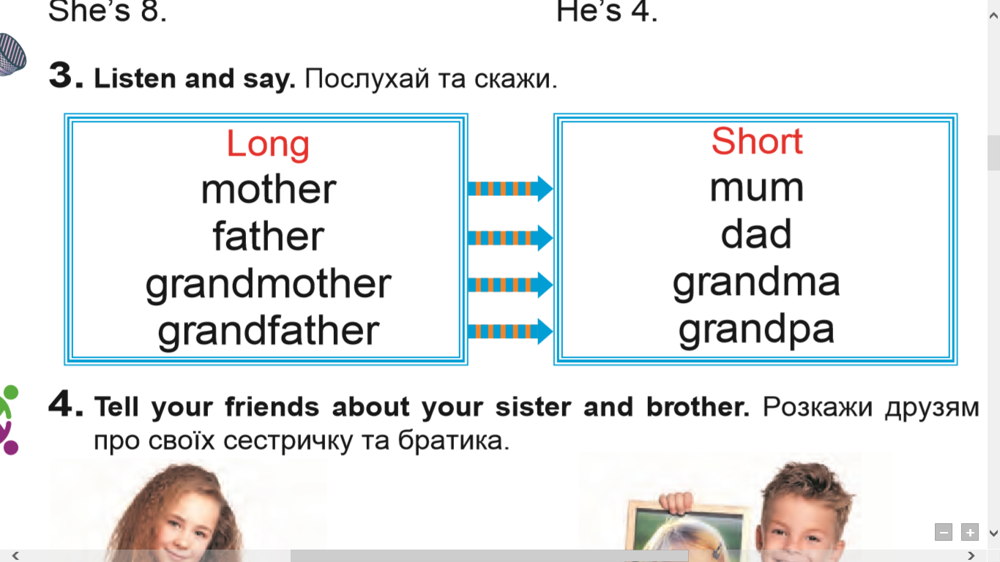 She's 8.
He's 4.
3. Listen and say. Послухай та скажи.
Long
mother
father
grandmother
grandfather
Short
mum
dad
grandma
grandpa
4. Tell your friends about your sister and brother. Розкажи друзям
про своїх сестричку та братика.